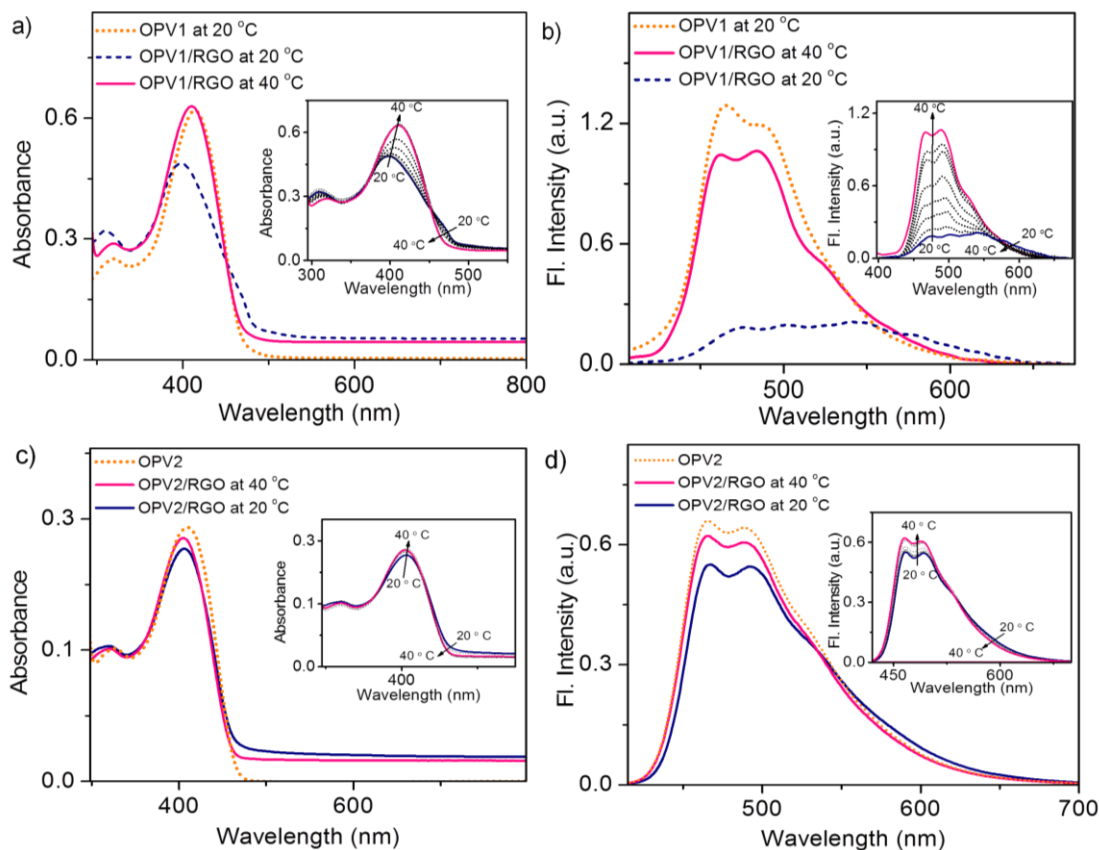 a)
OPV1 at 20 °C
OPV1/RGO at 20 °C
OPV1/RGO at 40 °C
0.6
0.3
0.0
Absorbance
400
600
800
Wavelength (nm)
40 °C
20 °C
20 °C
40 °C
0.6
0.3
0.0
Absorbance
300
400
500
Wavelength (nm)
b)
OPV1 at 20 °C
OPV1/RGO at 40 °C
OPV1/RGO at 20 °C
1.2
0.6
0.0
Fl. Intensity (a.u.)
500
600
Wavelength (nm)
40 °C
20 °C
40 °C
20 °C
1.2
0.9
0.6
0.3
0.0
Fl. Intensity (a.u.)
400
500
600
Wavelength (nm)
c)
OPV2
OPV2/RGO at 40 °C
OPV2/RGO at 20 °C
0.3
0.1
0.0
Absorbance
400
600
Wavelength (nm)
40 °C
20 °C
20 °C
40 °C
0.3
0.1
0.0
Absorbance
400
Wavelength (nm)
d)
OPV2
OPV2/RGO at 40 °C
OPV2/RGO at 20 °C
0.6
0.3
0.0
Fl. Intensity (a.u.)
500
600
700
Wavelength (nm)
40 °C
20 °C
20 °C
40 °C
0.6
0.3
0.0
Fl. Intensity (a.u.)
450
600
Wavelength (nm)